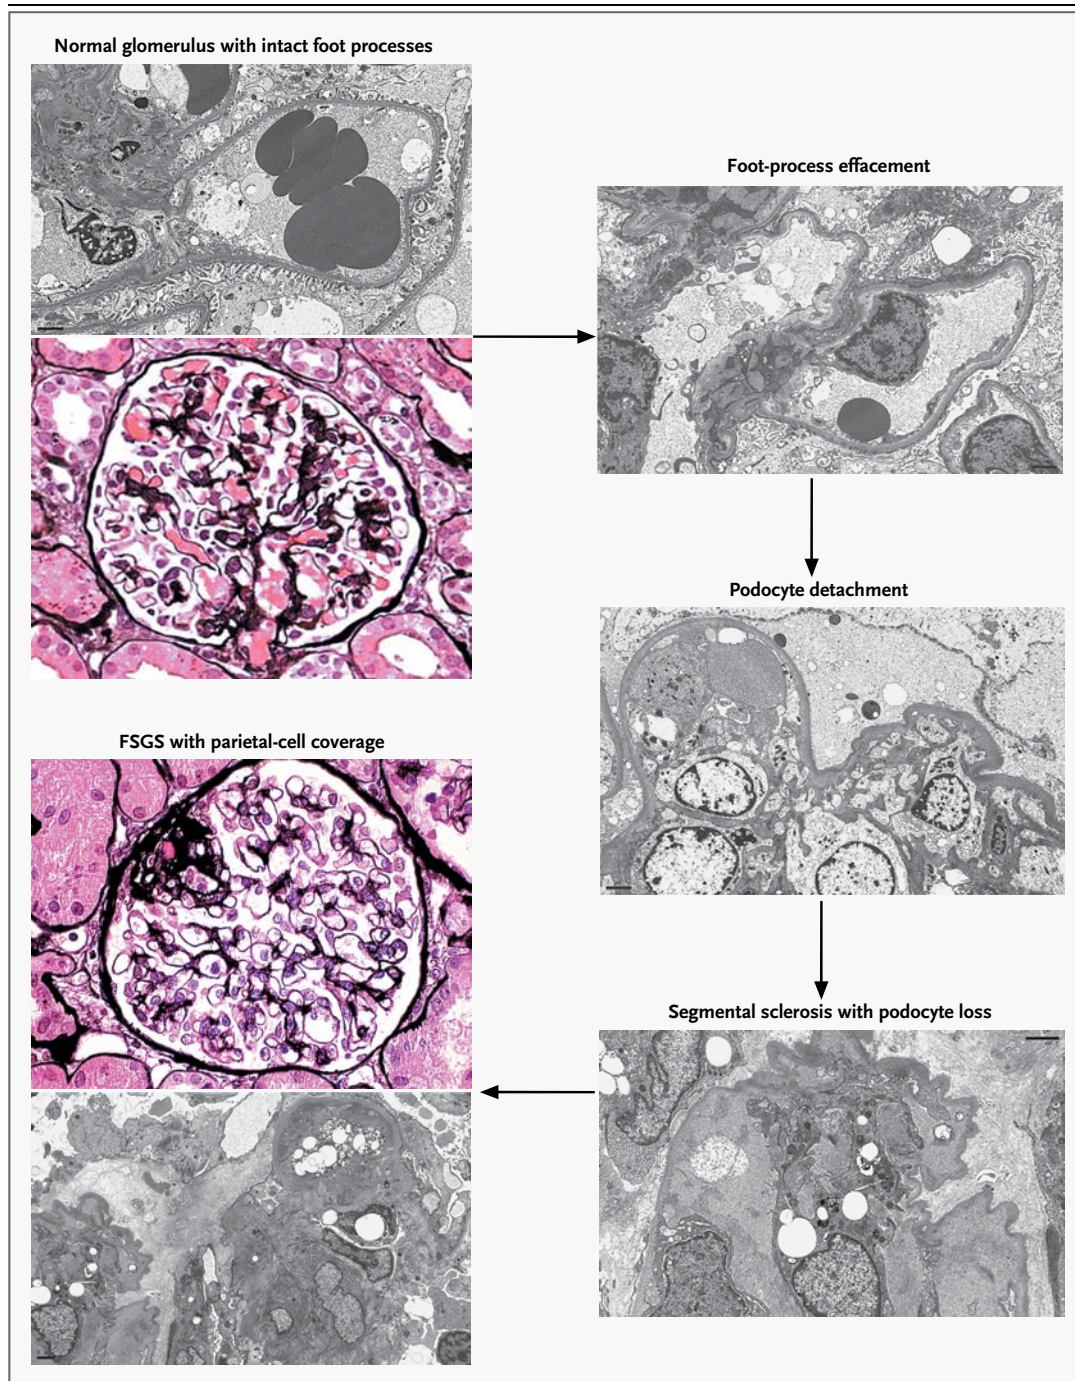 Normal glomerulus with intact foot processes
Foot-process effacement
Podocyte detachment
Segmental sclerosis with podocyte loss
FSGS with parietal-cell coverage